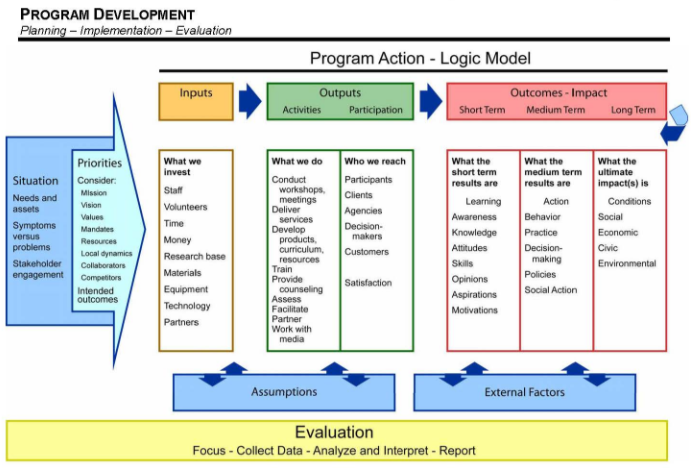 PROGRAM DEVELOPMENT
Planning – Implementation – Evaluation
Program Action - Logic Model
Inputs
Outputs
Activities Participation
Outcomes - Impact
Short Term Medium Term Long Term
Situation
Needs and
assets
Symptoms
versus
problems
Stakeholder
engagement
Priorities
Consider:
Mission
Vision
Values
Mandates
Resources
Local dynamics
Collaborators
Competitors
Intended
outcomes
What we
invest
Staff
Volunteers
Time
Money
Research base
Materials
Equipment
Technology
Partners
What we do
Conduct
workshops,
meetings
Deliver
services
Develop
products,
curriculum,
resources
Train
Provide
counseling
Assess
Facilitate
Partner
Work with
media
Who we reach
Participants
Clients
Agencies
Decision-
makers
Customers
Satisfaction
What the
short term
results are
Learning
Awareness
Knowledge
Attitudes
Skills
Opinions
Aspirations
Motivations
What the
medium term
results are
Action
Behavior
Practice
Decision-
making
Policies
Social Action
What the
ultimate
impact(s) is
Conditions
Social
Economic
Civic
Environmental
Assumptions
External Factors
Evaluation
Focus - Collect Data - Analyze and Interpret - Report